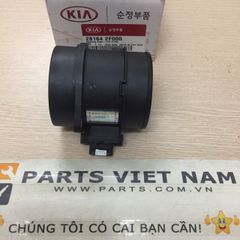 KIA 순정부품
28164 2F000
KIA
PARTS VIET NAM
WWW.PARTS.COM.VN
CHÚNG TÔI CÓ CÁI BẠN CẦN!